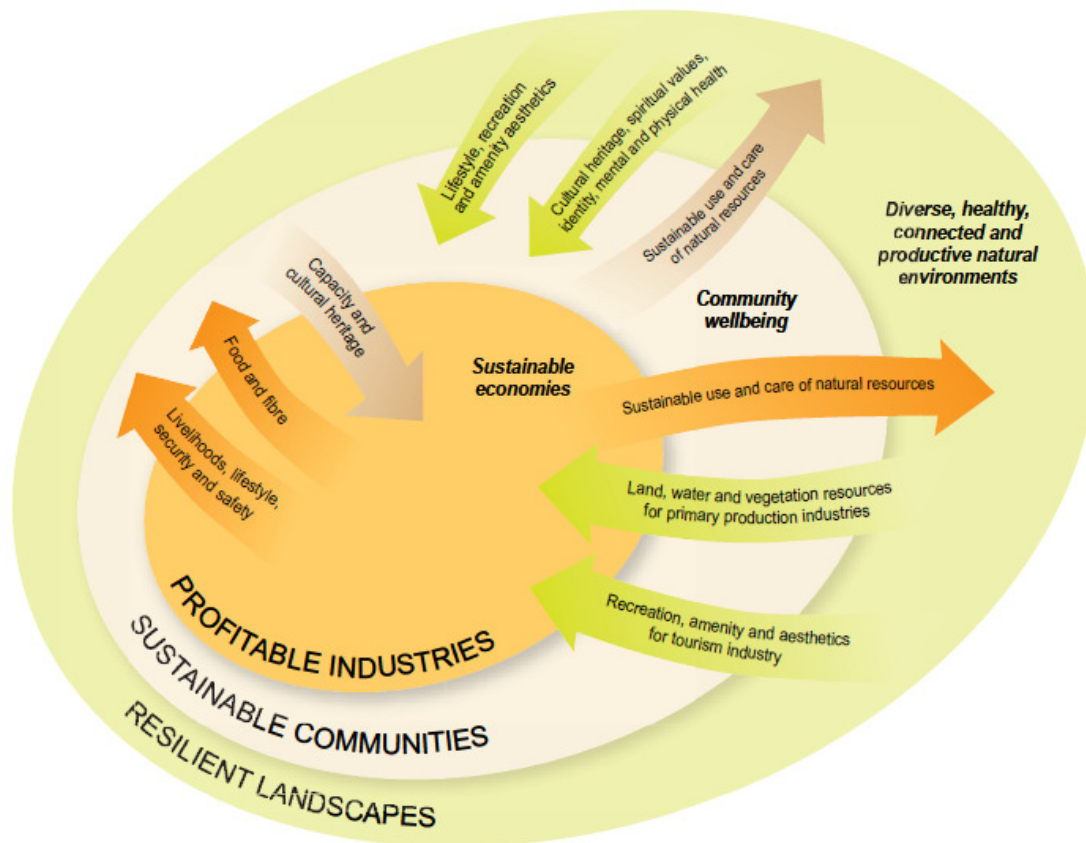 Lifestyle, recreation
and amenity aesthetics
Cultural heritage, spiritual values,
identity, mental and physical health
Sustainable use and care
of natural resources
Diverse, healthy,
connected and
productive natural
environments
Capacity and
cultural heritage
Community
wellbeing
Food and fibre
Sustainable
economies
Sustainable use and care of natural resources
Livelihoods, lifestyle,
security and safety
Land, water and vegetation resources
for primary production industries
Recreation, amenity and aesthetics
for tourism industry
PROFITABLE INDUSTRIES
SUSTAINABLE COMMUNITIES
RESILIENT LANDSCAPES